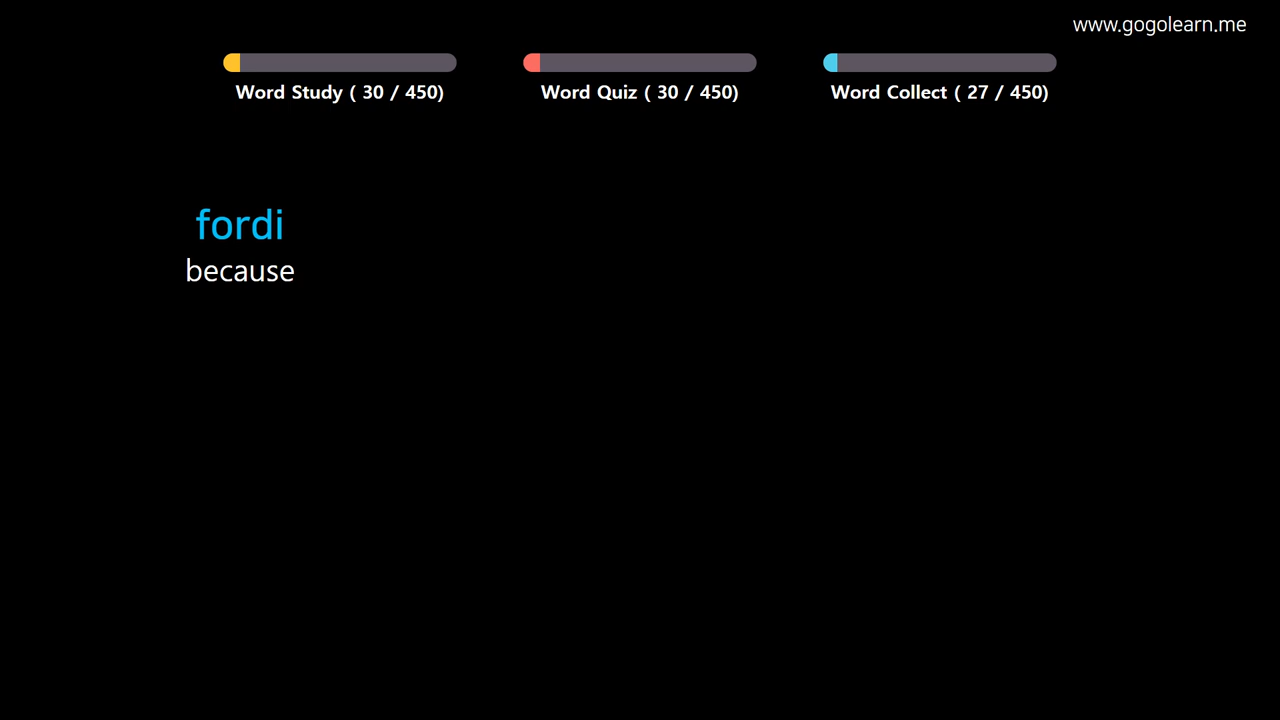 www.gogolearn.me
Word Study ( 30 / 450)
Word Quiz ( 30 / 450)
Word Collect ( 27 / 450)
fordi
because